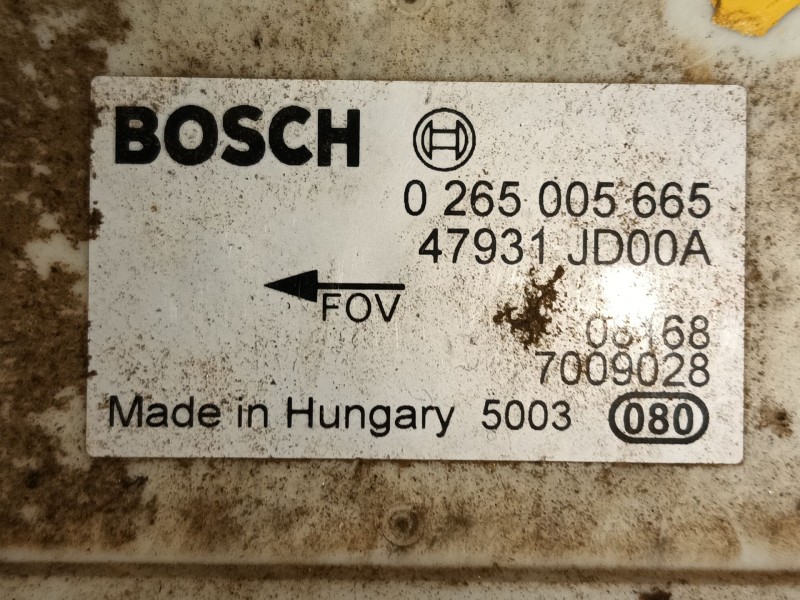 BOSCH
0 265 005 665
47931 JD00A
FOV
7009028
Made in Hungary 5003 080